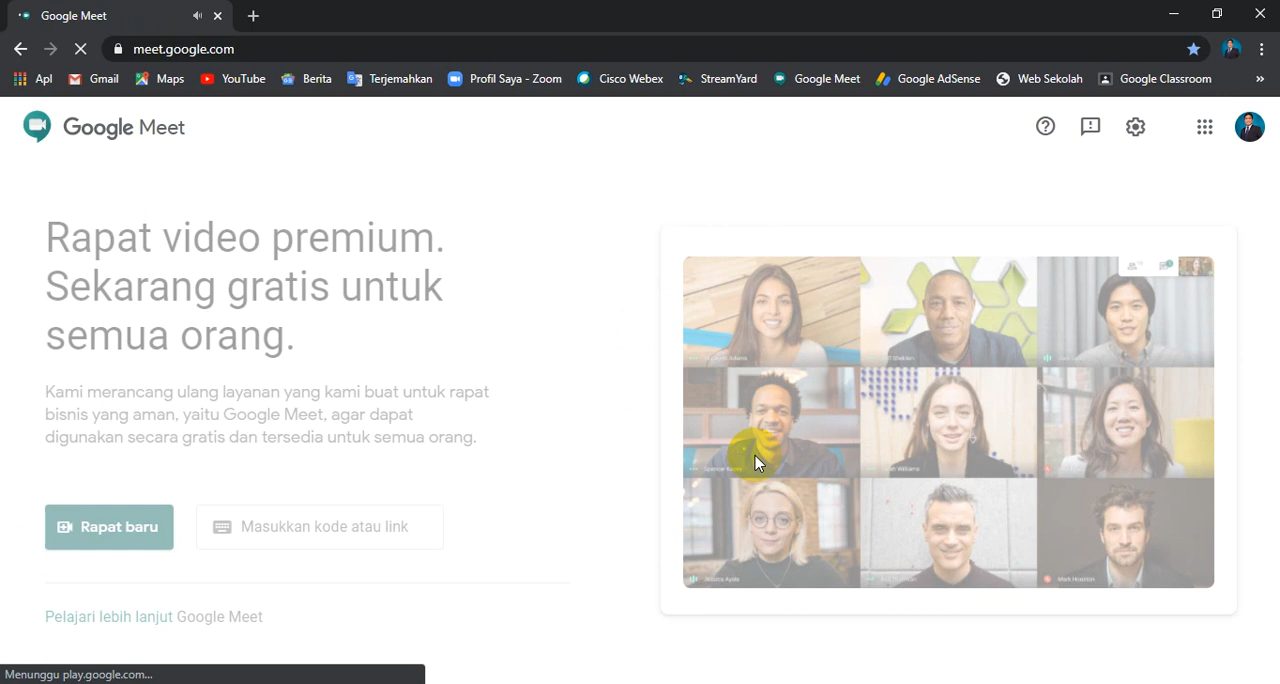 Google Meet
meet.google.com
Apl Gmail Maps YouTube Berita Terjemahkan Profil Saya - Zoom Cisco Webex StreamYard Google Meet Google AdSense Web Sekolah Google Classroom »
Google Meet
Rapat video premium.
Sekarang gratis untuk
semua orang.
Kami merancang ulang layanan yang kami buat untuk rapat
bisnis yang aman, yaitu Google Meet, agar dapat
digunakan secara gratis dan tersedia untuk semua orang.
Rapat baru
Masukkan kode atau link
Pelajari lebih lanjut Google Meet
Menunggu play.google.com...